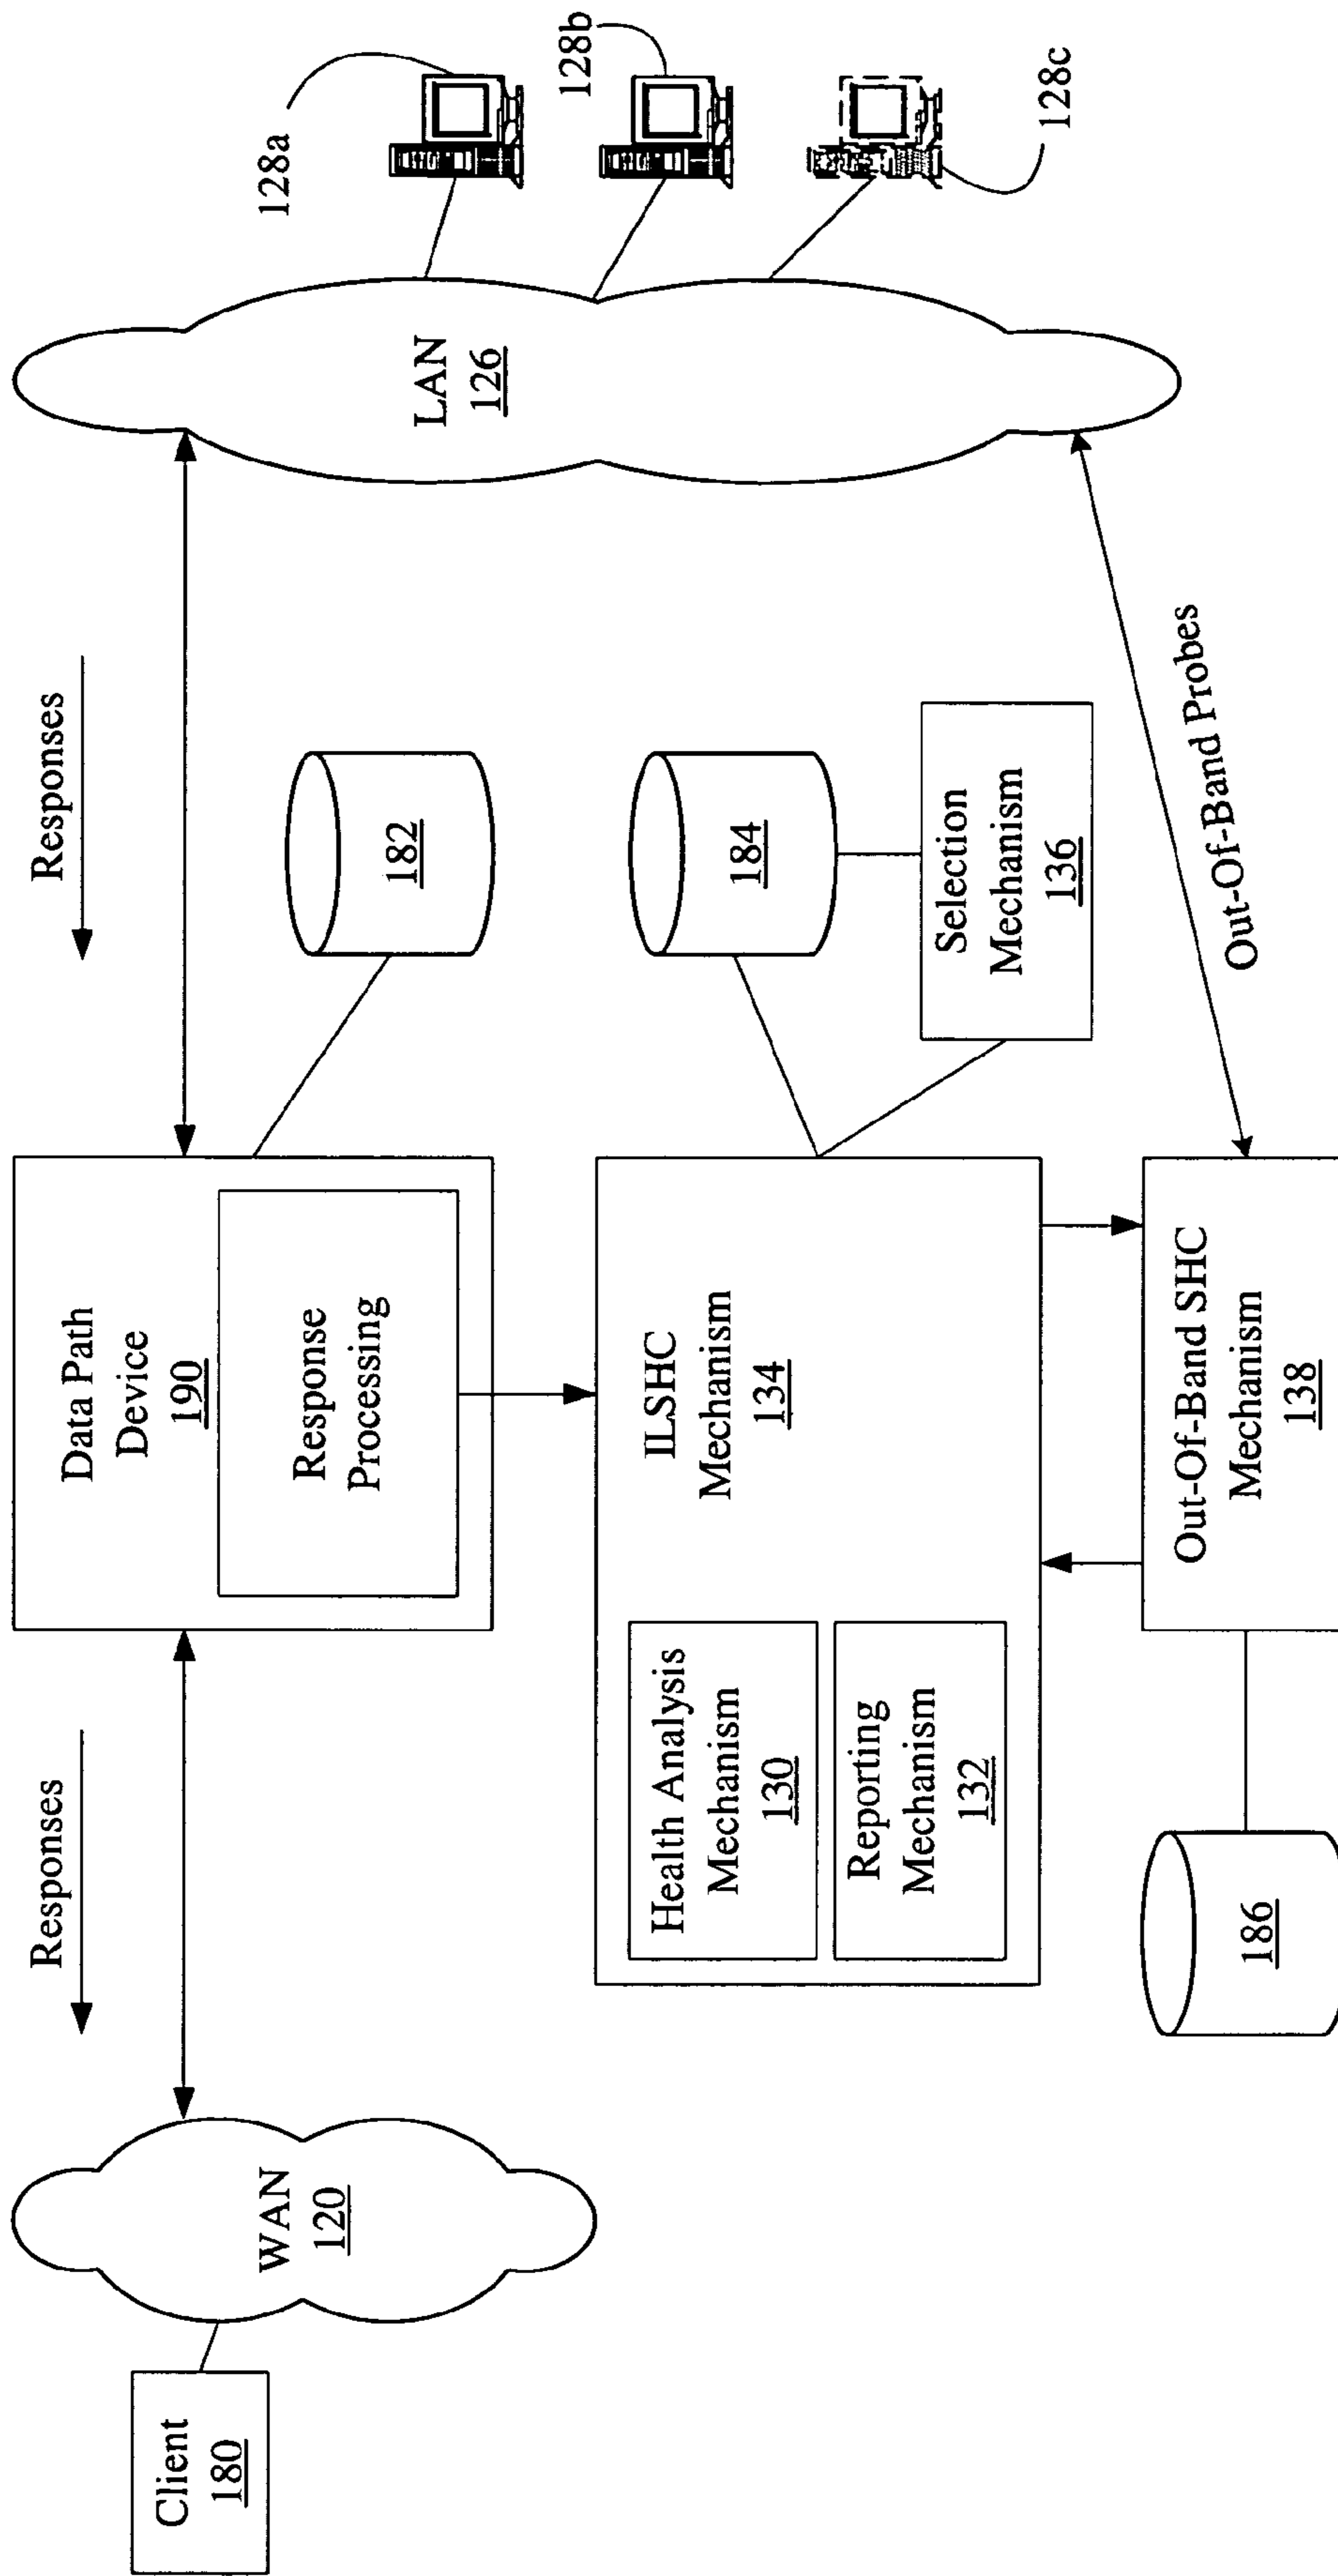 Client
180
WAN
120
Responses
Data Path
Device
190
Response
Processing
Responses
182
LAN
126
128a
128b
128c
Health Analysis
Mechanism
130
Reporting
Mechanism
132
ILSHC
Mechanism
134
184
Selection
Mechanism
136
186
Out-Of-Band SHC
Mechanism
138
Out-Of-Band Probes